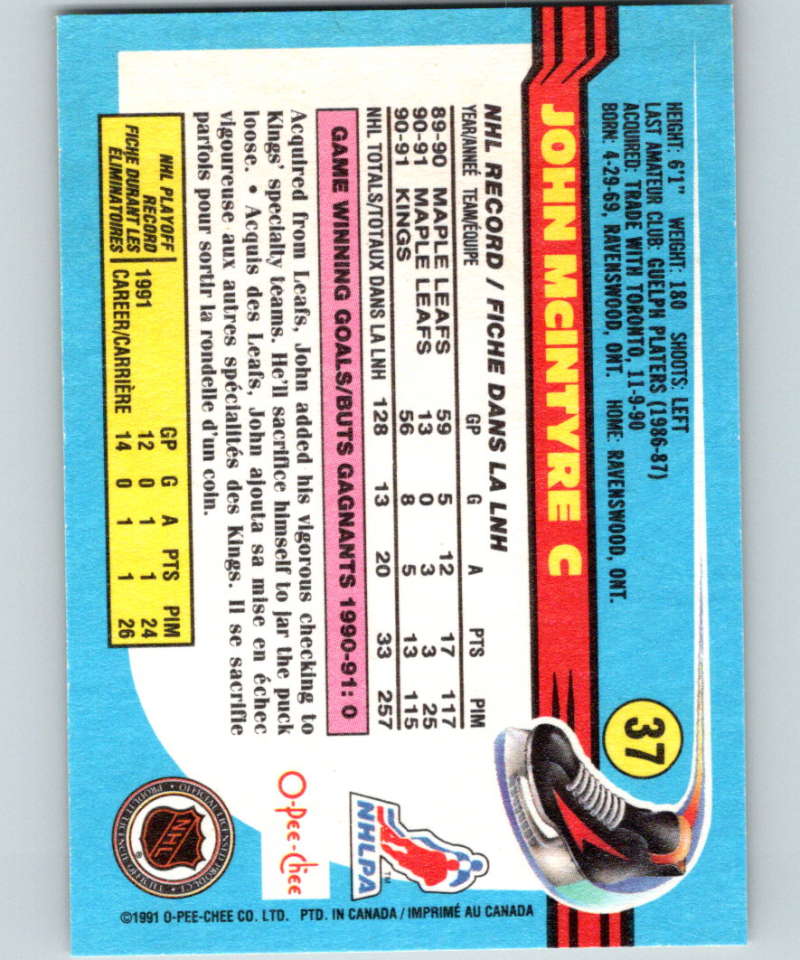 37
HEIGHT: 6'1" WEIGHT: 180 SHOOTS: LEFT
LAST AMATEUR CLUB: GUELPH PLATERS (1986-87)
ACQUIRED: TRADE WITH TORONTO, 11-9-90
BORN: 4-29-69, RAVENSWOOD, ONT. HOME: RAVENSWOOD, ONT.
JOHN McINTYRE C
NHL RECORD / FICHE DANS LA LNH
YEAR/ANNÉE TEAM/ÉQUIPE GP G A PTS PIM
89-90 MAPLE LEAFS 59 5 12 17 117
90-91 MAPLE LEAFS 13 0 3 3 25
90-91 KINGS 56 8 5 13 115
NHL TOTALS/TOTAUX DANS LA LNH 128 13 20 33 257
GAME WINNING GOALS/BUTS GAGNANTS 1990-91: 0
Acquired from Leafs, John added his vigorous checking to
Kings' specialty teams. He'll sacrifice himself to jar the puck
loose. • Acquis des Leafs, John ajouta sa mise en échec
vigoureuse aux autres spécialités des Kings. Il se sacrifie
parfois pour sortir la rondelle d'un coin.
NHL PLAYOFF
RECORD
FICHE DURANT LES
ÉLIMINATOIRES
GP G A PTS PIM
1991 12 0 1 1 24
CAREER/CARRIÈRE 14 0 1 1 26
NHLPA
TM
O-Pee-Chee
NHL
®
OFFICIAL LICENSED PRODUCT
©1991 O-PEE-CHEE CO. LTD. PTD. IN CANADA / IMPRIMÉ AU CANADA